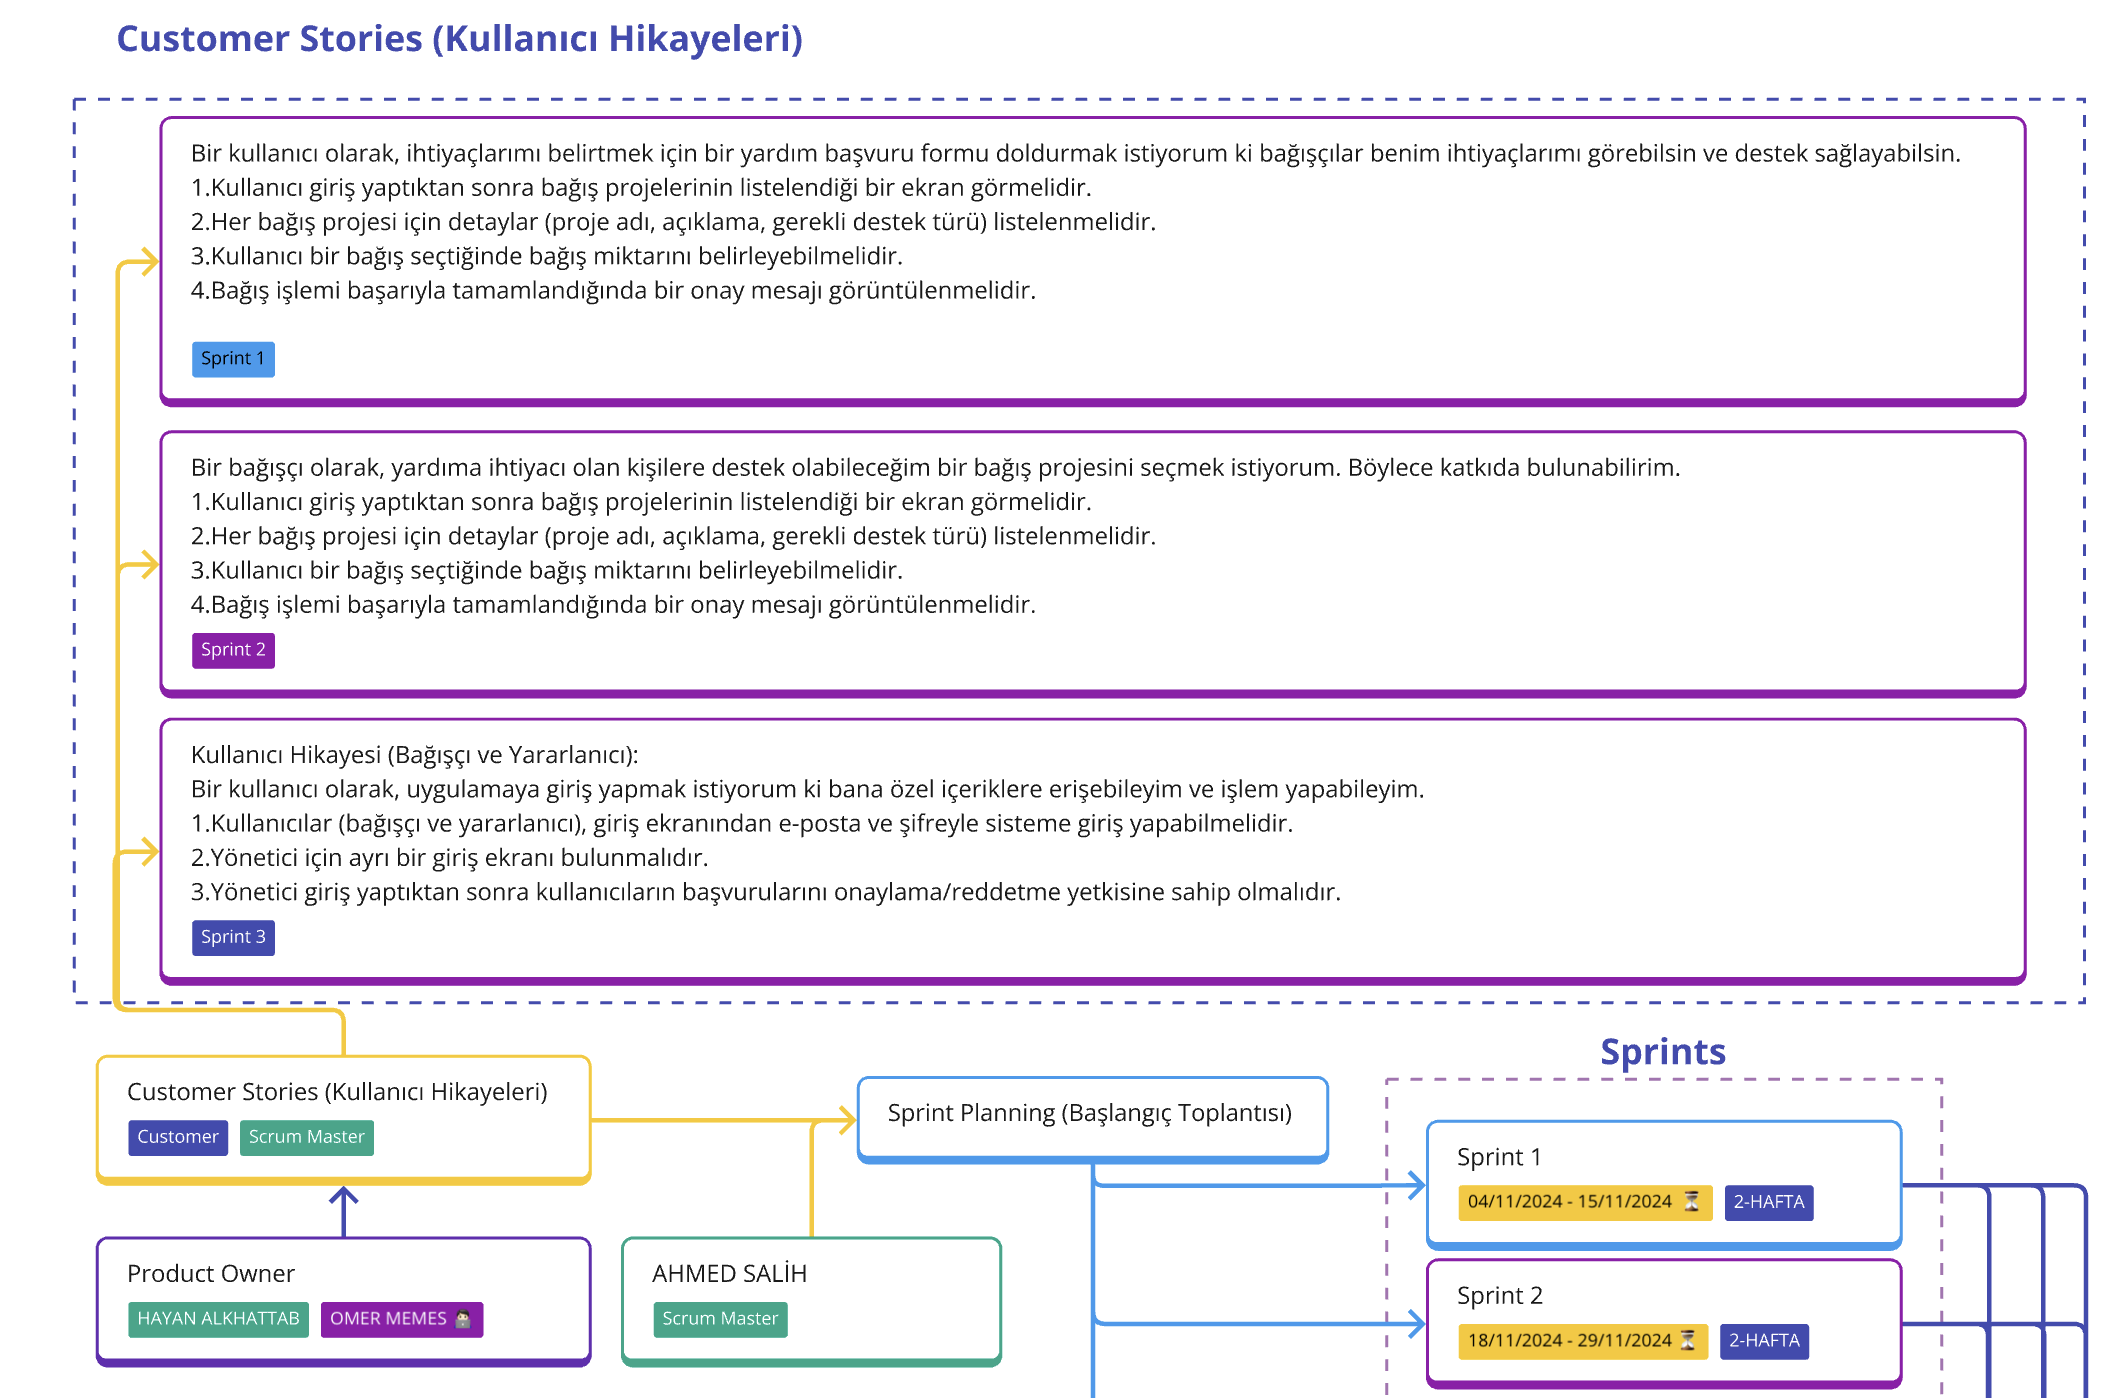 Customer Stories (Kullanıcı Hikayeleri)
Bir kullanıcı olarak, ihtiyaçlarımı belirtmek için bir yardım başvuru formu doldurmak istiyorum ki bağışçılar benim ihtiyaçlarımı görebilsin ve destek sağlayabilsin.
1.Kullanıcı giriş yaptıktan sonra bağış projelerinin listelendiği bir ekran görmelidir.
2.Her bağış projesi için detaylar (proje adı, açıklama, gerekli destek türü) listelenmelidir.
3.Kullanıcı bir bağış seçtiğinde bağış miktarını belirleyebilmelidir.
4.Bağış işlemi başarıyla tamamlandığında bir onay mesajı görüntülenmelidir.
Sprint 1
Bir bağışçı olarak, yardıma ihtiyacı olan kişilere destek olabileceğim bir bağış projesini seçmek istiyorum. Böylece katkıda bulunabilirim.
1.Kullanıcı giriş yaptıktan sonra bağış projelerinin listelendiği bir ekran görmelidir.
2.Her bağış projesi için detaylar (proje adı, açıklama, gerekli destek türü) listelenmelidir.
3.Kullanıcı bir bağış seçtiğinde bağış miktarını belirleyebilmelidir.
4.Bağış işlemi başarıyla tamamlandığında bir onay mesajı görüntülenmelidir.
Sprint 2
Kullanıcı Hikayesi (Bağışçı ve Yararlanıcı):
Bir kullanıcı olarak, uygulamaya giriş yapmak istiyorum ki bana özel içeriklere erişebileyim ve işlem yapabileyim.
1.Kullanıcılar (bağışçı ve yararlanıcı), giriş ekranından e-posta ve şifreyle sisteme giriş yapabilmelidir.
2.Yönetici için ayrı bir giriş ekranı bulunmalıdır.
3.Yönetici giriş yaptıktan sonra kullanıcıların başvurularını onaylama/reddetme yetkisine sahip olmalıdır.
Sprint 3
Customer Stories (Kullanıcı Hikayeleri)
Customer Scrum Master
Product Owner
HAYAN ALKHATTAB OMER MEMES
AHMED SALİH
Scrum Master
Sprint Planning (Başlangıç Toplantısı)
Sprints
Sprint 1
04/11/2024 - 15/11/2024 ⏳ 2-HAFTA
Sprint 2
18/11/2024 - 29/11/2024 ⏳ 2-HAFTA